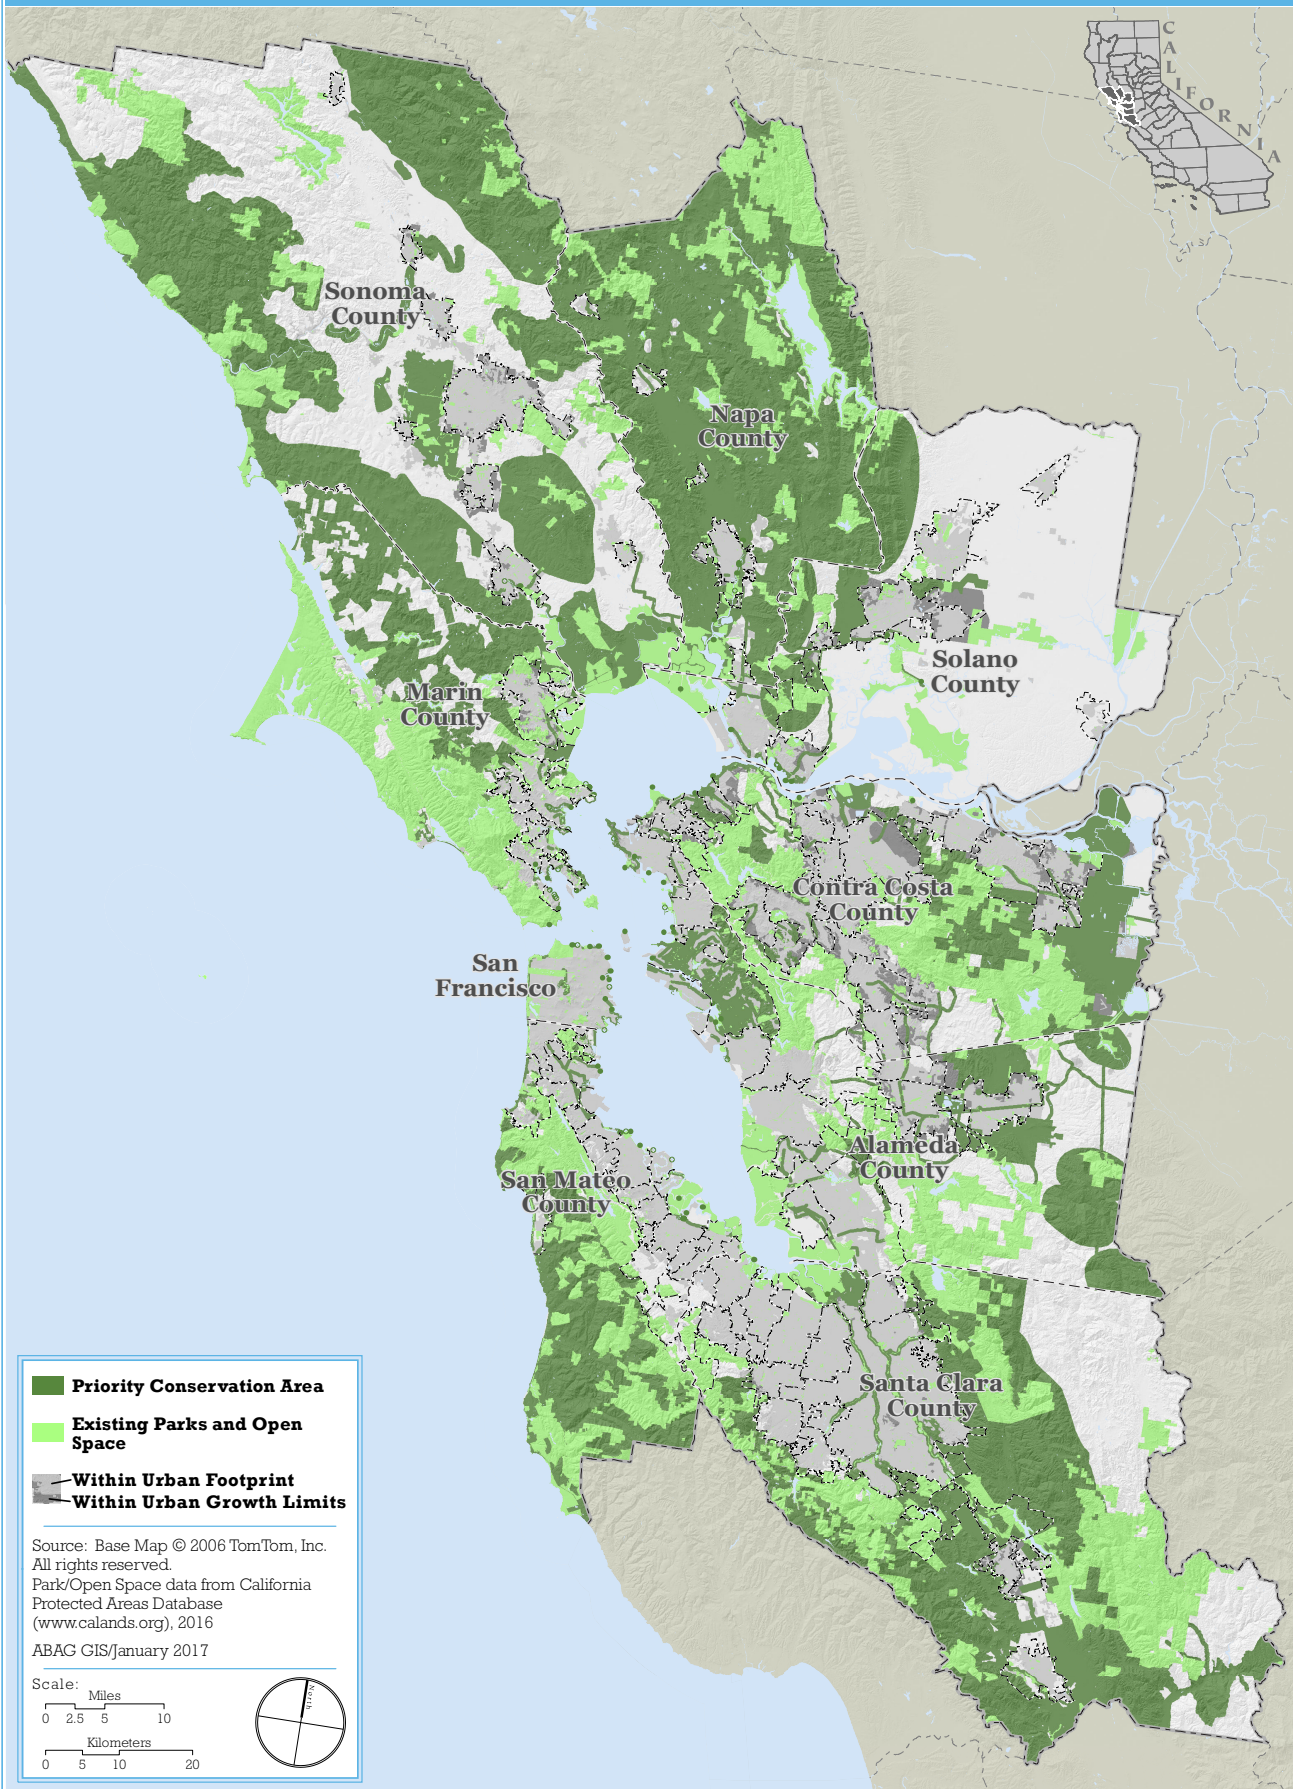 CALIFORNIA
Sonoma
County
Napa
County
Solano
County
Marin
County
Contra Costa
County
San
Francisco
Alameda
County
San Mateo
County
Santa Clara
County
Priority Conservation Area
Existing Parks and Open
Space
Within Urban Footprint
Within Urban Growth Limits
Source: Base Map © 2006 TomTom, Inc.
All rights reserved.
Park/Open Space data from California
Protected Areas Database
(www.calands.org), 2016
ABAG GIS/January 2017
Scale:
Miles
0 2.5 5 10
Kilometers
0 5 10 20
North